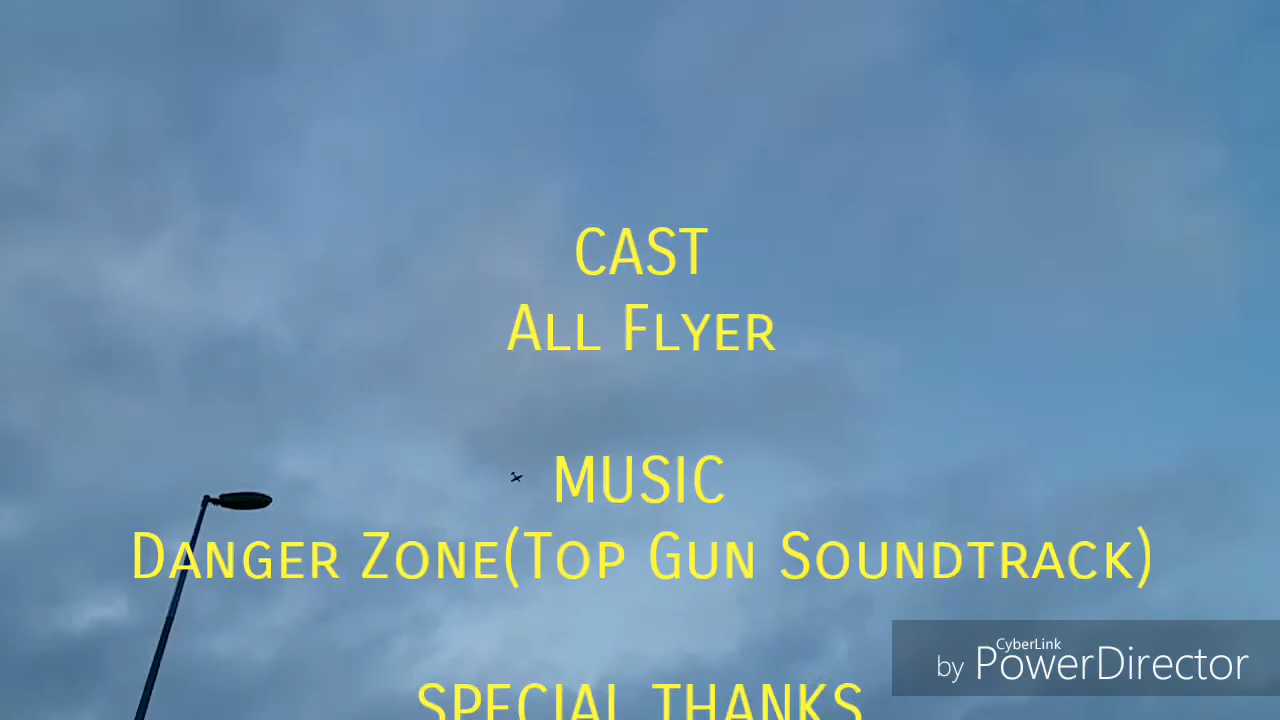 CAST
All Flyer
MUSIC
Danger Zone(Top Gun Soundtrack)
SPECIAL THANKS
CyberLink
by PowerDirector